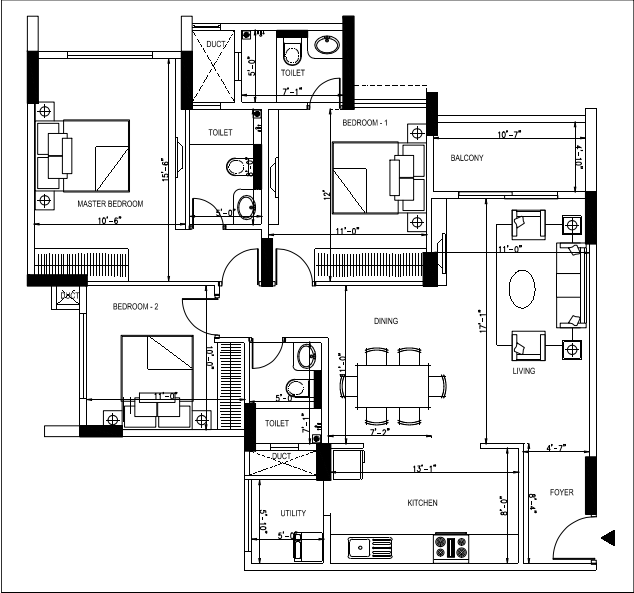 DUCT
TOILET
5'-0"
7'-1"
BEDROOM - 1
TOILET
10'-7"
4'-10"
BALCONY
15'-6"
MASTER BEDROOM
10'-6"
5'-0"
12'
11'-0"
11'-0"
DUCT
BEDROOM - 2
DINING
17'-1"
LIVING
10'-0"
11'-0"
11'-0"
5'-0"
TOILET
7'-1"
7'-2"
4'-7"
DUCT
13'-1"
KITCHEN
8'-0"
8'-4"
FOYER
UTILITY
5'-10"
5'-0"